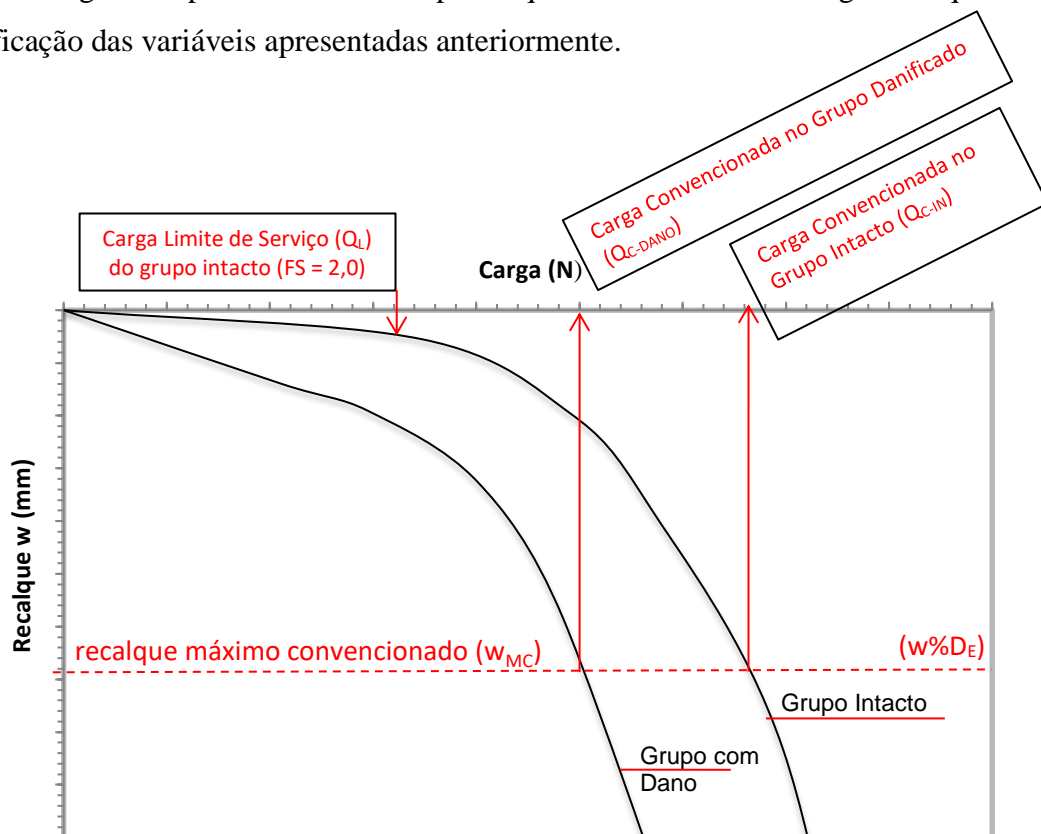 ficação das variáveis apresentadas anteriormente.
Carga Convencionada no Grupo Danificado
(QC-DANO)
Carga Convencionada no
Grupo Intacto (QC-IN)
Carga Limite de Serviço (QL)
do grupo intacto (FS = 2,0)
Carga (N)
Recalque w (mm)
recalque máximo convencionado (wMC)
(w%DE)
Grupo Intacto
Grupo com
Dano